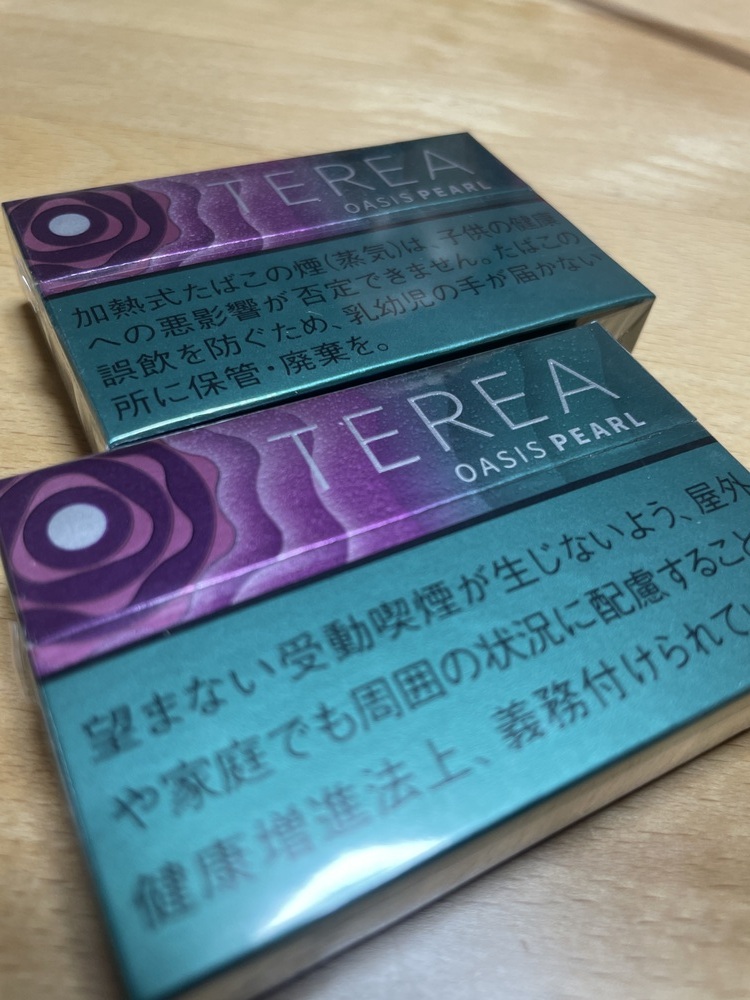 TEREA
OASIS PEARL
加熱式たばこの煙(蒸気)は、子供の健康
への悪影響が否定できません。たばこの
誤飲を防ぐため、乳幼児の手が届かない
所に保管・廃棄を。
TEREA
OASIS PEARL
望まない受動喫煙が生じないよう、屋外
や家庭でも周囲の状況に配慮すること
健康増進法上、義務付けられて